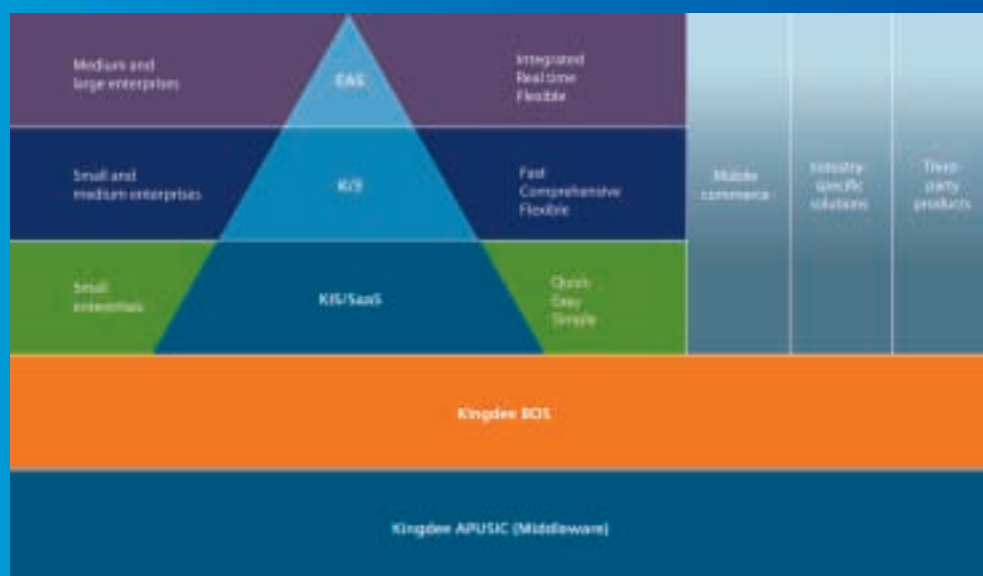 Medium and
large enterprises
EAS
Integrated
Real time
Flexible
Small and
medium enterprises
K/3
Fast
Comprehensive
Flexible
Mobile
commerce
Industry-
specific
solutions
Third-
party
products
Small
enterprises
KIS/SaaS
Quick
Easy
Simple
Kingdee BOS
Kingdee APUSIC (Middleware)